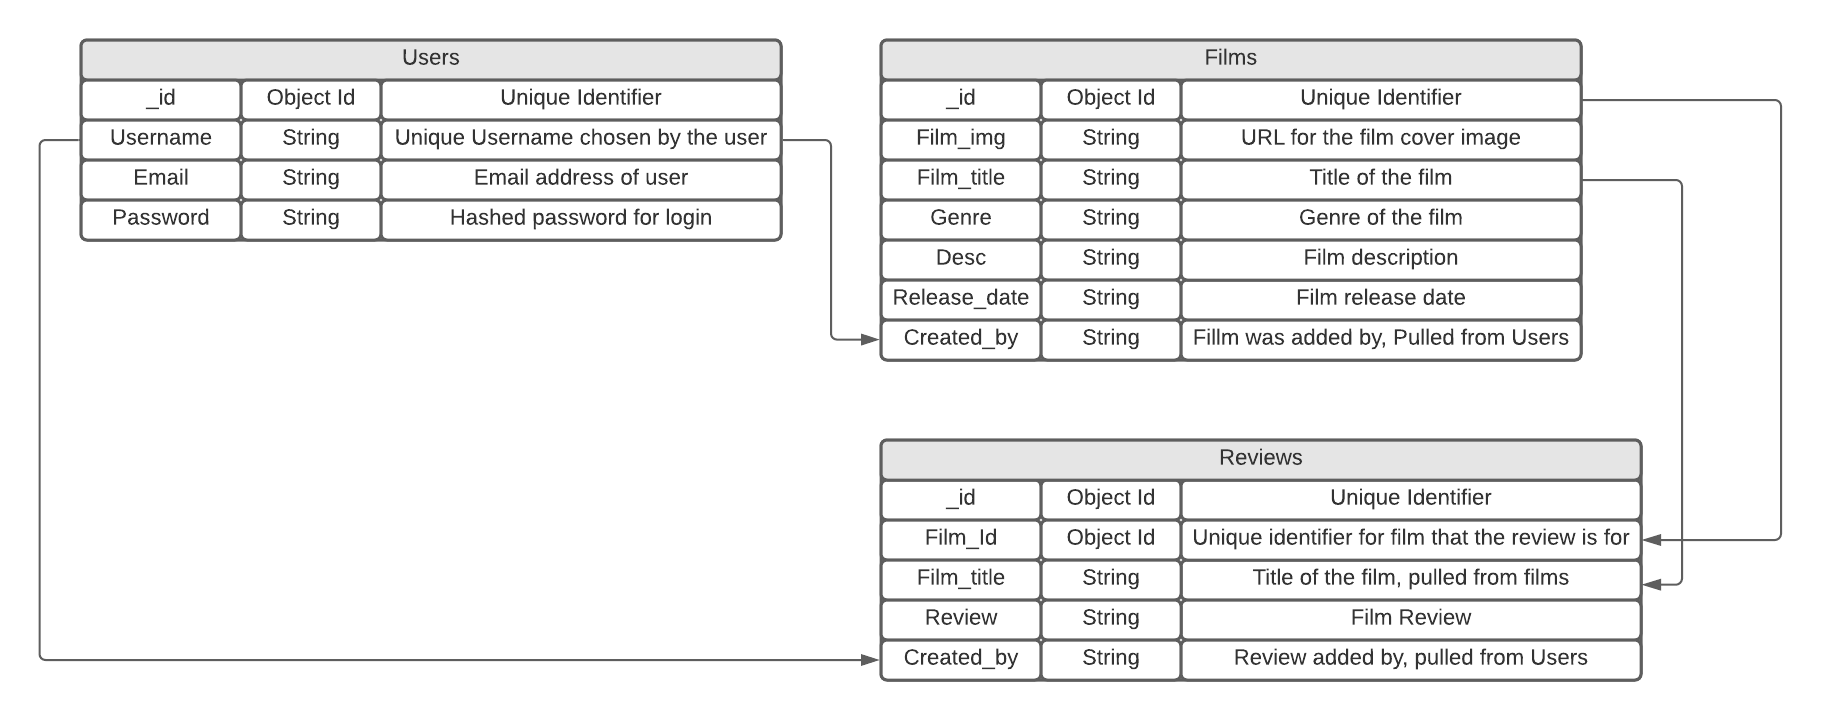 Users
_id Object Id Unique Identifier
Username String Unique Username chosen by the user
Email String Email address of user
Password String Hashed password for login
Films
_id Object Id Unique Identifier
Film_img String URL for the film cover image
Film_title String Title of the film
Genre String Genre of the film
Desc String Film description
Release_date String Film release date
Created_by String Fillm was added by, Pulled from Users
Reviews
_id Object Id Unique Identifier
Film_Id Object Id Unique identifier for film that the review is for
Film_title String Title of the film, pulled from films
Review String Film Review
Created_by String Review added by, pulled from Users